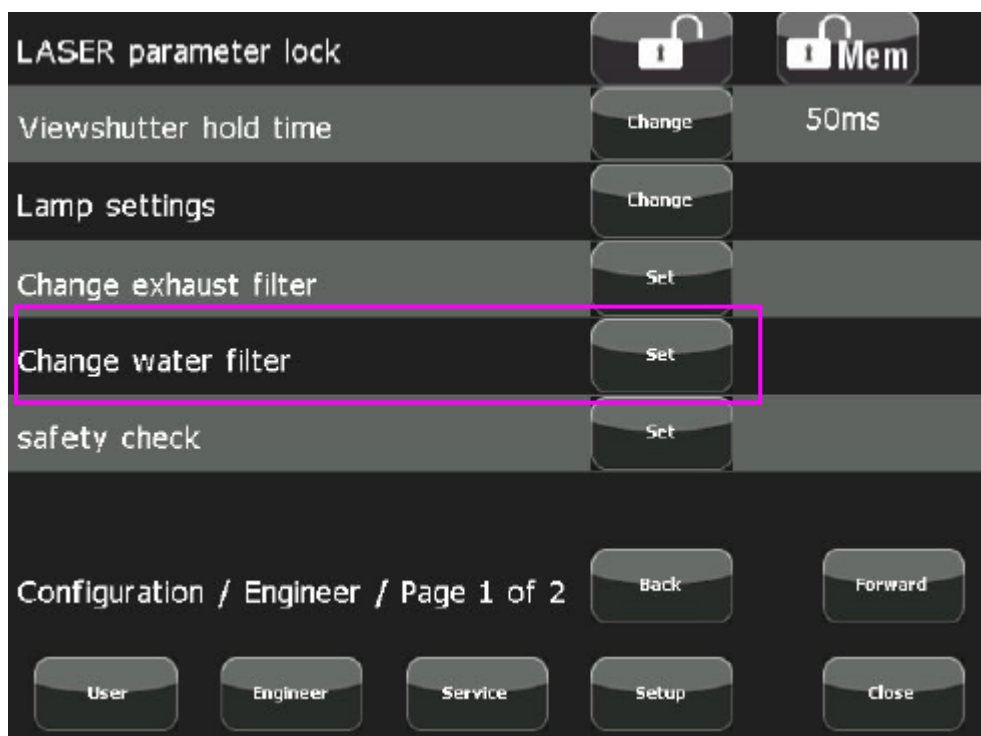 LASER parameter lock Mem
Viewshutter hold time Change 50ms
Lamp settings Change
Change exhaust filter Set
Change water filter Set
safety check Set
Configuration / Engineer / Page 1 of 2 Back Forward
User Engineer Service Setup Close